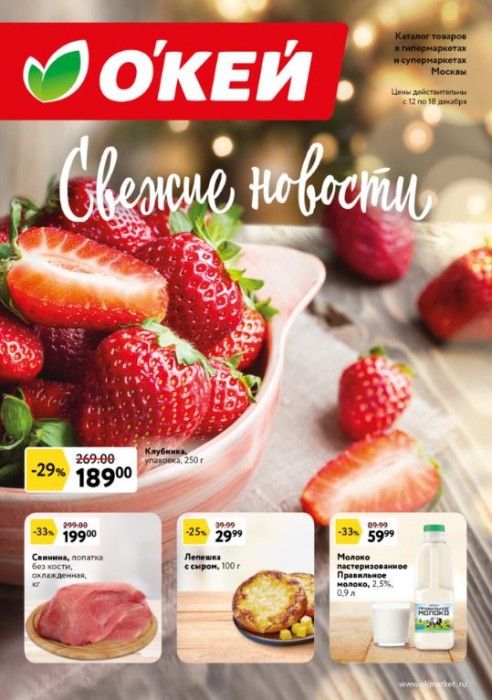 О'КЕЙ
Каталог товаров
в гипермаркетах
и супермаркетах
Москвы
Цены действительны
с 12 по 18 декабря
Свежие новости
-29%
269.00
189 00
Клубника,
упаковка, 250 г
-33%
299.00
199 00
Свинина, лопатка
без кости,
охлажденная,
кг
-25%
39.99
29 99
Лепешка
с сыром, 100 г
-33%
89.99
59 99
Молоко
пастеризованное
Правильное
молоко, 2,5%,
0,9 л
ПРАВИЛЬНОЕ
МОЛОКО
www.okmarket.ru